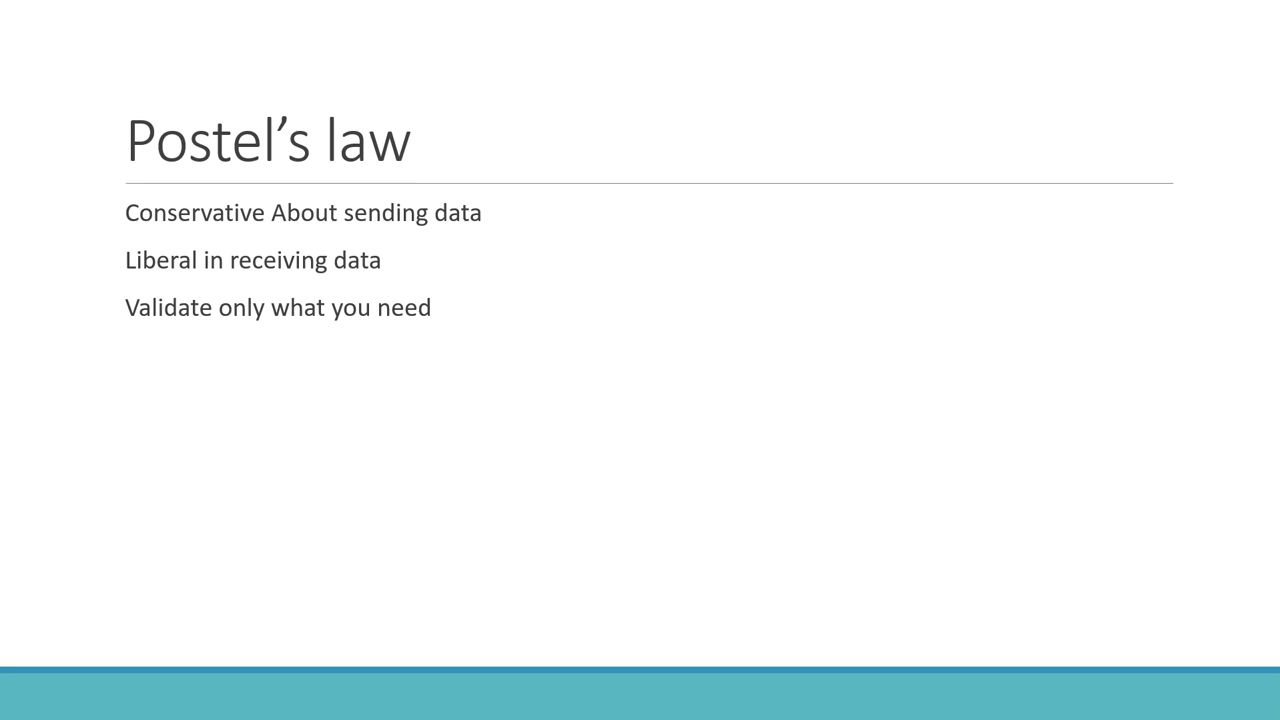 Postel’s law
Conservative About sending data
Liberal in receiving data
Validate only what you need